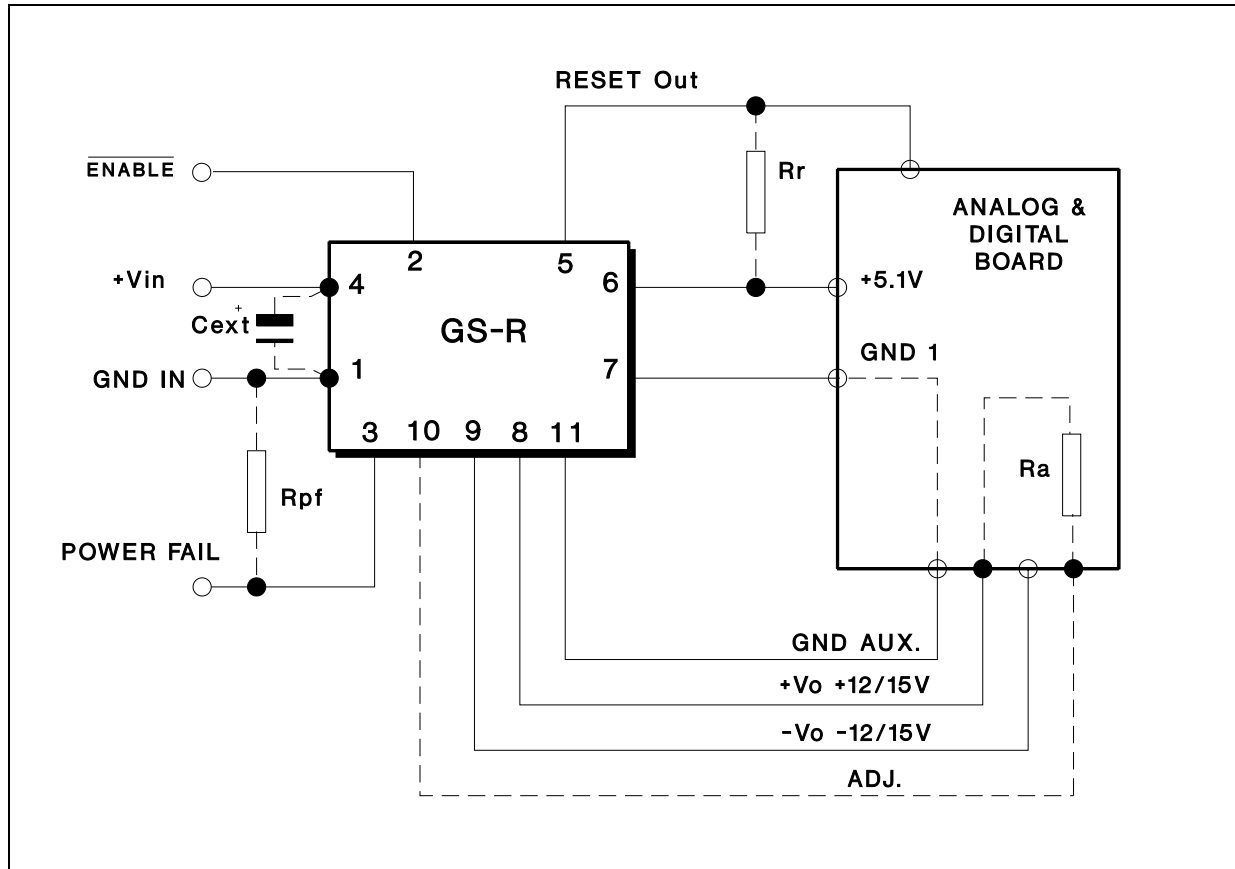 RESET Out
ENABLE
Rr
ANALOG &
DIGITAL
BOARD
2
5
+Vin
4
6
+5.1V
+
Cext
GS-R
GND IN
1
7
GND 1
3
10
9
8
11
Ra
Rpf
POWER FAIL
GND AUX.
+Vo +12/15V
-Vo -12/15V
ADJ.